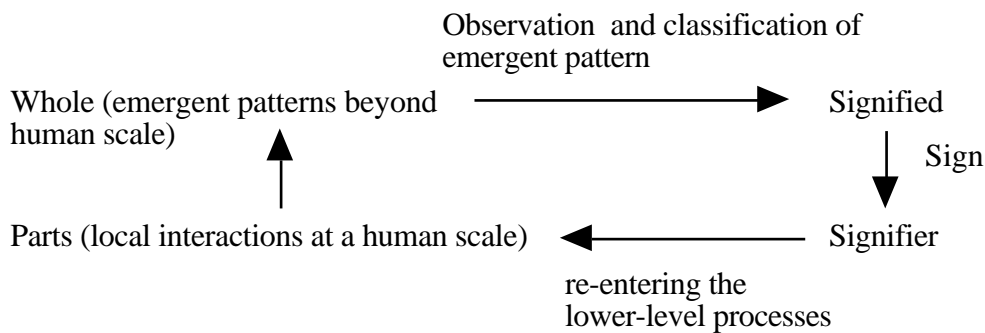 Observation and classification of
emergent pattern
Whole (emergent patterns beyond
human scale)
Signified
Sign
Parts (local interactions at a human scale)
Signifier
re-entering the
lower-level processes